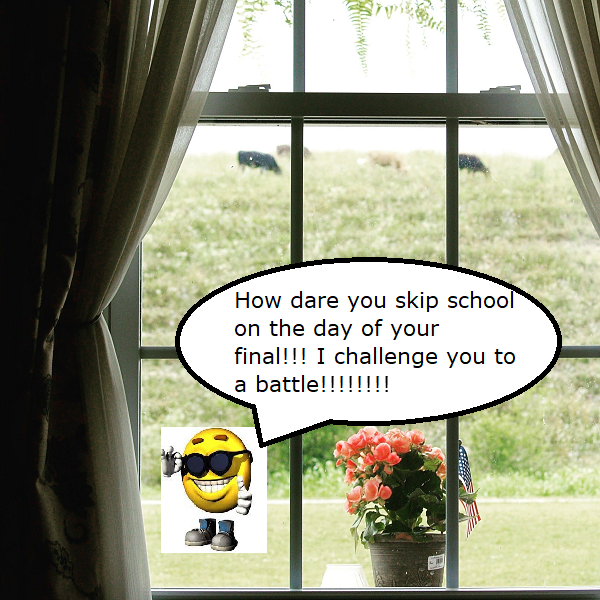 How dare you skip school
on the day of your
final!!! I challenge you to
a battle!!!!!!!!